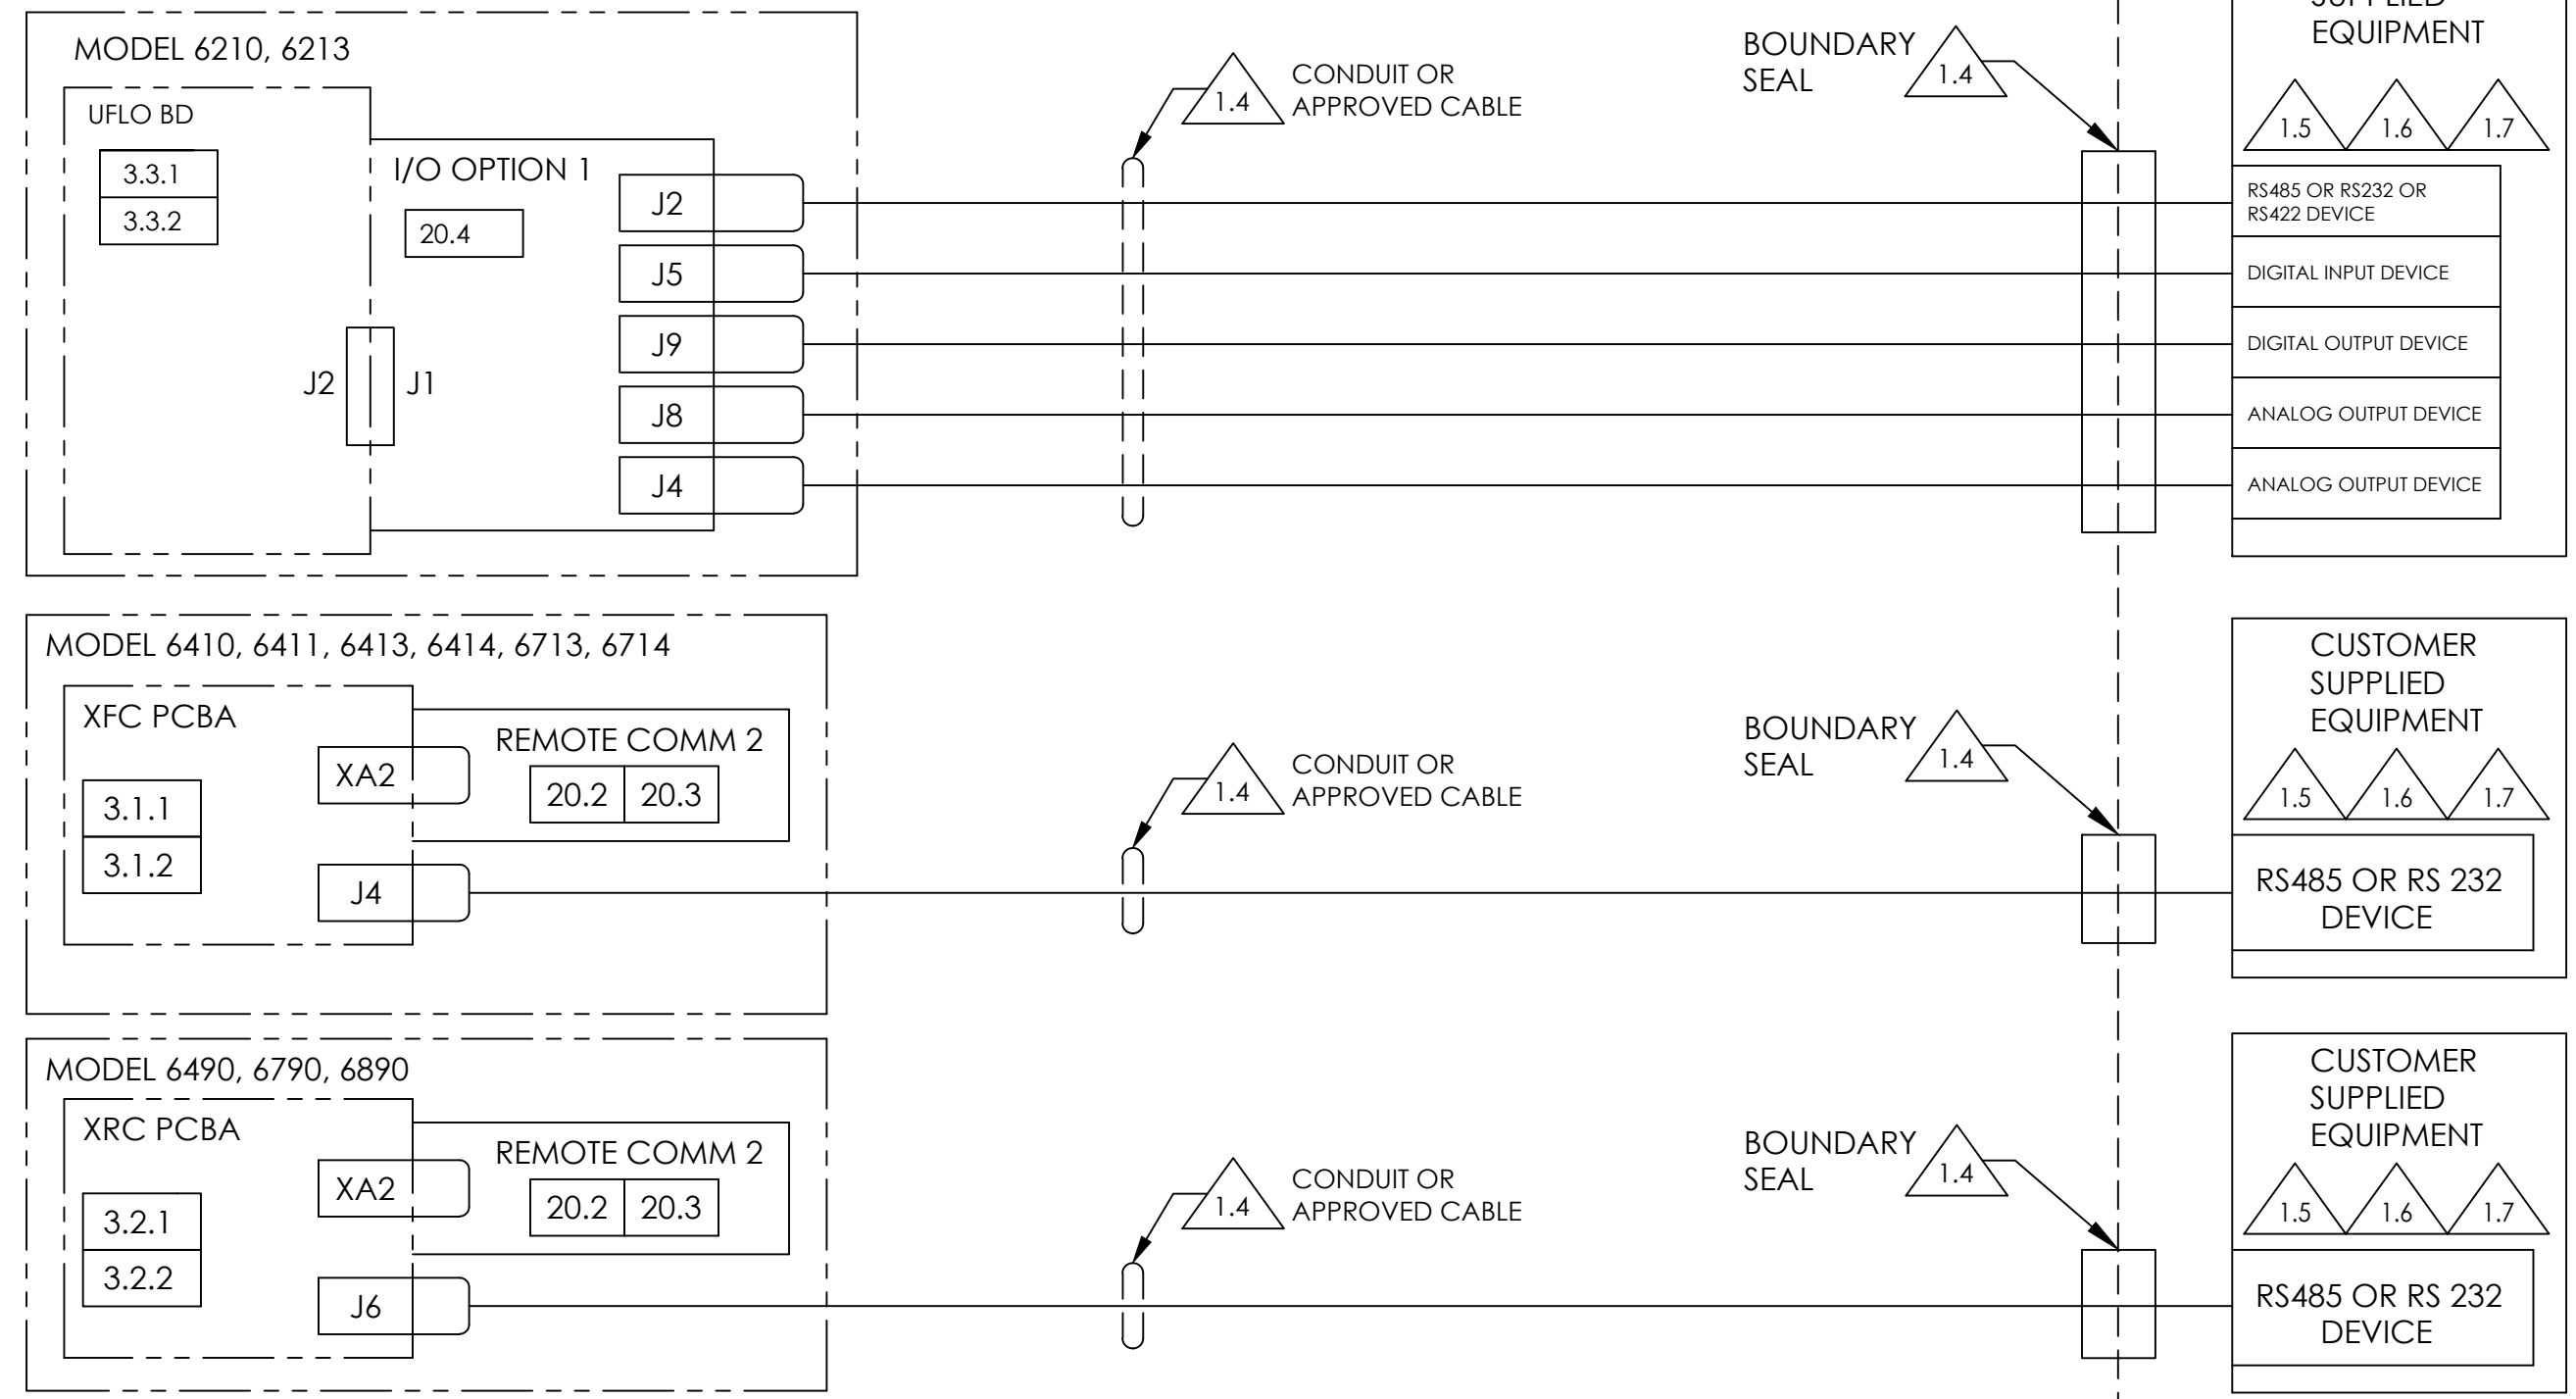 MODEL 6210, 6213
UFLO BD
3.3.1
3.3.2
I/O OPTION 1
20.4
J2
J5
J9
J8
J4
J2
J1
1.4
CONDUIT OR
APPROVED CABLE
BOUNDARY
SEAL
1.4
SUPPLIED
EQUIPMENT
1.5
1.6
1.7
RS485 OR RS232 OR
RS422 DEVICE
DIGITAL INPUT DEVICE
DIGITAL OUTPUT DEVICE
ANALOG OUTPUT DEVICE
ANALOG OUTPUT DEVICE
MODEL 6410, 6411, 6413, 6414, 6713, 6714
XFC PCBA
3.1.1
3.1.2
XA2
J4
REMOTE COMM 2
20.2
20.3
1.4
CONDUIT OR
APPROVED CABLE
BOUNDARY
SEAL
1.4
CUSTOMER
SUPPLIED
EQUIPMENT
1.5
1.6
1.7
RS485 OR RS 232
DEVICE
MODEL 6490, 6790, 6890
XRC PCBA
3.2.1
3.2.2
XA2
J6
REMOTE COMM 2
20.2
20.3
1.4
CONDUIT OR
APPROVED CABLE
BOUNDARY
SEAL
1.4
CUSTOMER
SUPPLIED
EQUIPMENT
1.5
1.6
1.7
RS485 OR RS 232
DEVICE